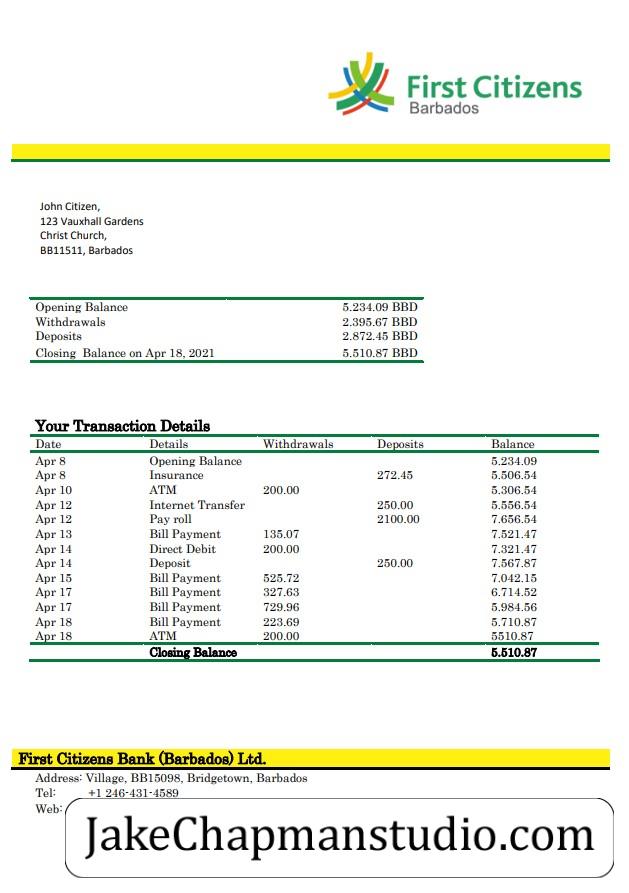 First Citizens
Barbados
John Citizen,
123 Vauxhall Gardens
Christ Church,
BB11511, Barbados
Opening Balance 5.234.09 BBD
Withdrawals 2.395.67 BBD
Deposits 2.872.45 BBD
Closing Balance on Apr 18, 2021 5.510.87 BBD
Your Transaction Details
Date Details Withdrawals Deposits Balance
Apr 8 Opening Balance 5.234.09
Apr 8 Insurance 272.45 5.506.54
Apr 10 ATM 200.00 5.306.54
Apr 12 Internet Transfer 250.00 5.556.54
Apr 12 Pay roll 2100.00 7.656.54
Apr 13 Bill Payment 135.07 7.521.47
Apr 14 Direct Debit 200.00 7.321.47
Apr 14 Deposit 250.00 7.567.87
Apr 15 Bill Payment 525.72 7.042.15
Apr 17 Bill Payment 327.63 6.714.52
Apr 17 Bill Payment 729.96 5.984.56
Apr 18 Bill Payment 223.69 5.710.87
Apr 18 ATM 200.00 5510.87
Closing Balance 5.510.87
First Citizens Bank (Barbados) Ltd.
Address: Village, BB15098, Bridgetown, Barbados
Tel: +1 246-431-4589
Web:
JakeChapmanstudio.com